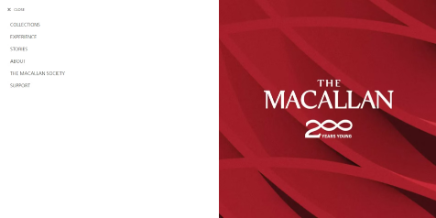 CLOSE
COLLECTIONS
EXPERIENCE
STORIES
ABOUT
THE MACALLAN SOCIETY
SUPPORT
THE
MACALLAN
200
YEARS YOUNG